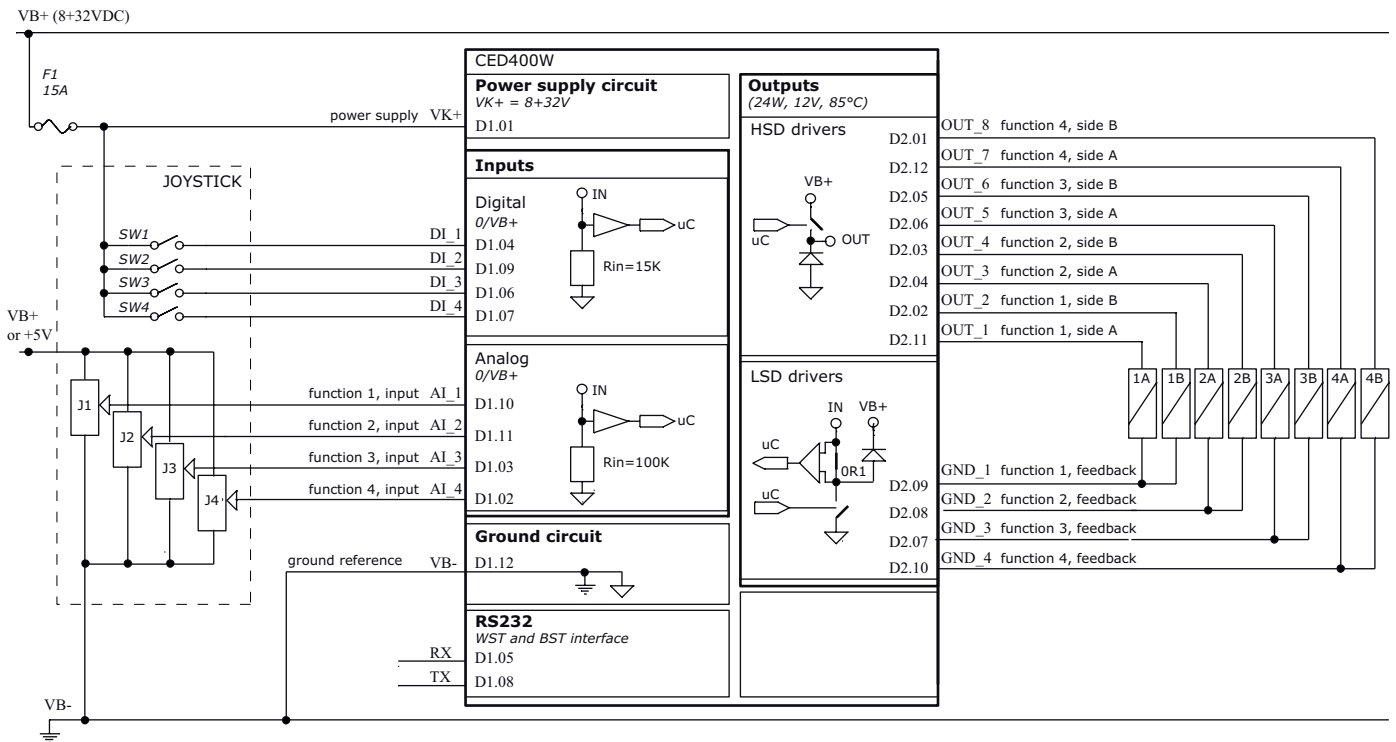 VB+ (8+32VDC)
F1
15A
power supply VK+
JOYSTICK
SW1
SW2
SW3
SW4
DI_1
DI_2
DI_3
DI_4
VB+
or +5V
J1
J2
J3
J4
function 1, input AI_1
function 2, input AI_2
function 3, input AI_3
function 4, input AI_4
ground reference VB-
RX
TX
VB-
CED400W
Power supply circuit
VK+ = 8+32V
D1.01
Inputs
Digital
0/VB+
D1.04
D1.09
D1.06
D1.07
IN
uC
Rin=15K
Analog
0/VB+
D1.10
D1.11
D1.03
D1.02
IN
uC
Rin=100K
Ground circuit
D1.12
RS232
WST and BST interface
D1.05
D1.08
Outputs
(24W, 12V, 85°C)
HSD drivers
VB+
uC
OUT
D2.01
D2.12
D2.05
D2.06
D2.03
D2.04
D2.02
D2.11
LSD drivers
IN VB+
uC
0R1
uC
D2.09
D2.08
D2.07
D2.10
OUT_8 function 4, side B
OUT_7 function 4, side A
OUT_6 function 3, side B
OUT_5 function 3, side A
OUT_4 function 2, side B
OUT_3 function 2, side A
OUT_2 function 1, side B
OUT_1 function 1, side A
1A 1B 2A 2B 3A 3B 4A 4B
GND_1 function 1, feedback
GND_2 function 2, feedback
GND_3 function 3, feedback
GND_4 function 4, feedback